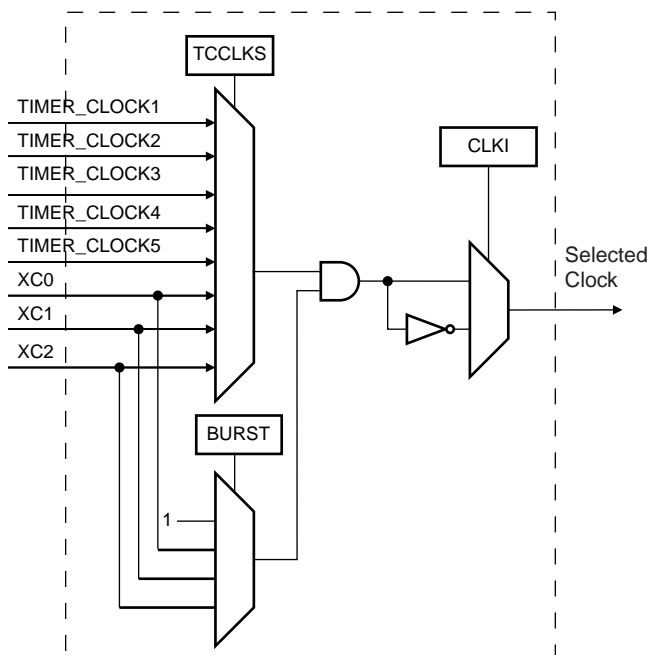 TCCLKS
TIMER_CLOCK1
TIMER_CLOCK2
TIMER_CLOCK3
TIMER_CLOCK4
TIMER_CLOCK5
XC0
XC1
XC2
CLKI
Selected
Clock
BURST
1